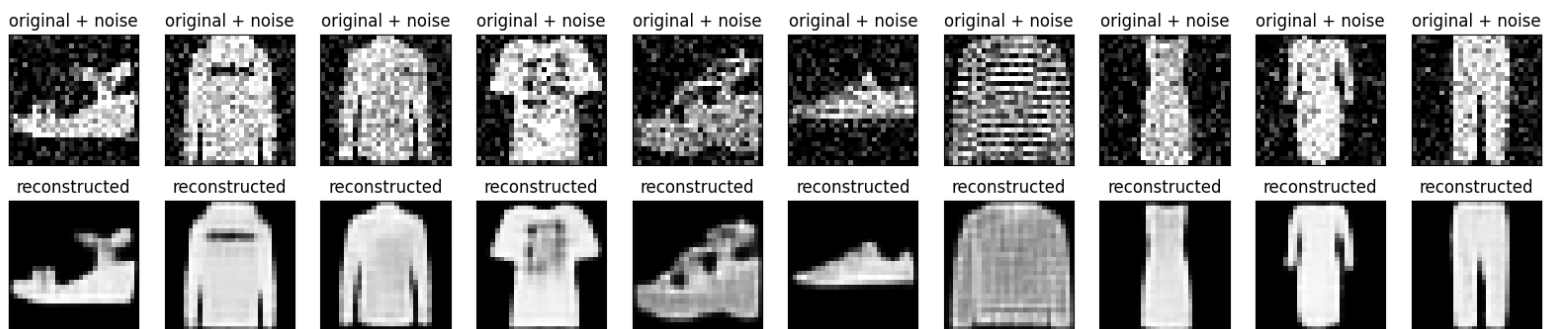 original + noise original + noise original + noise original + noise original + noise original + noise original + noise original + noise original + noise original + noise
reconstructed reconstructed reconstructed reconstructed reconstructed reconstructed reconstructed reconstructed reconstructed reconstructed